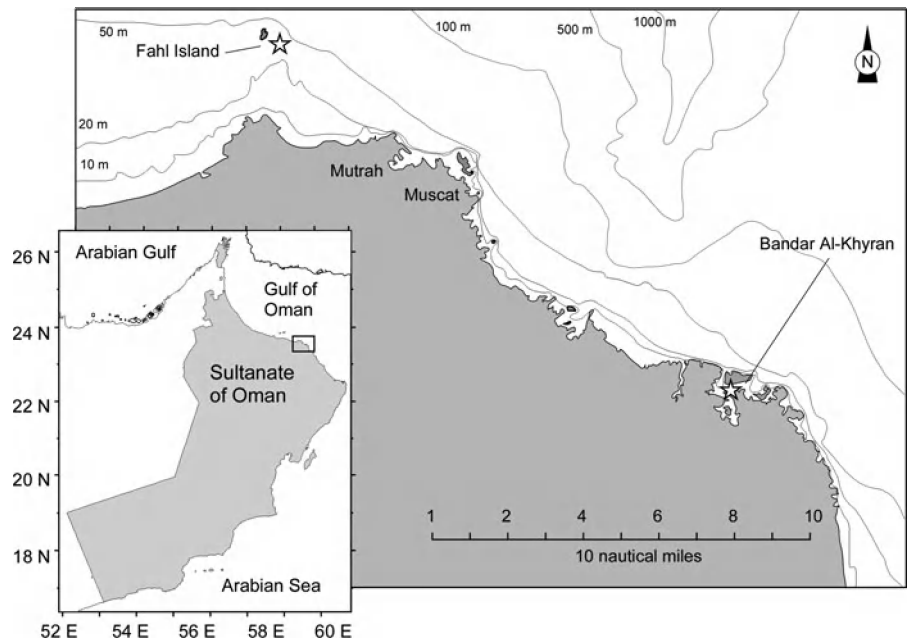 50 m
100 m
500 m
1000 m
Fahl Island
N
20 m
10 m
Mutrah
Muscat
Bandar Al-Khyran
1 2 4 6 8 10
10 nautical miles
26 N
24 N
22 N
20 N
18 N
Arabian Gulf
Gulf of
Oman
Sultanate
of Oman
Arabian Sea
52 E 54 E 56 E 58 E 60 E